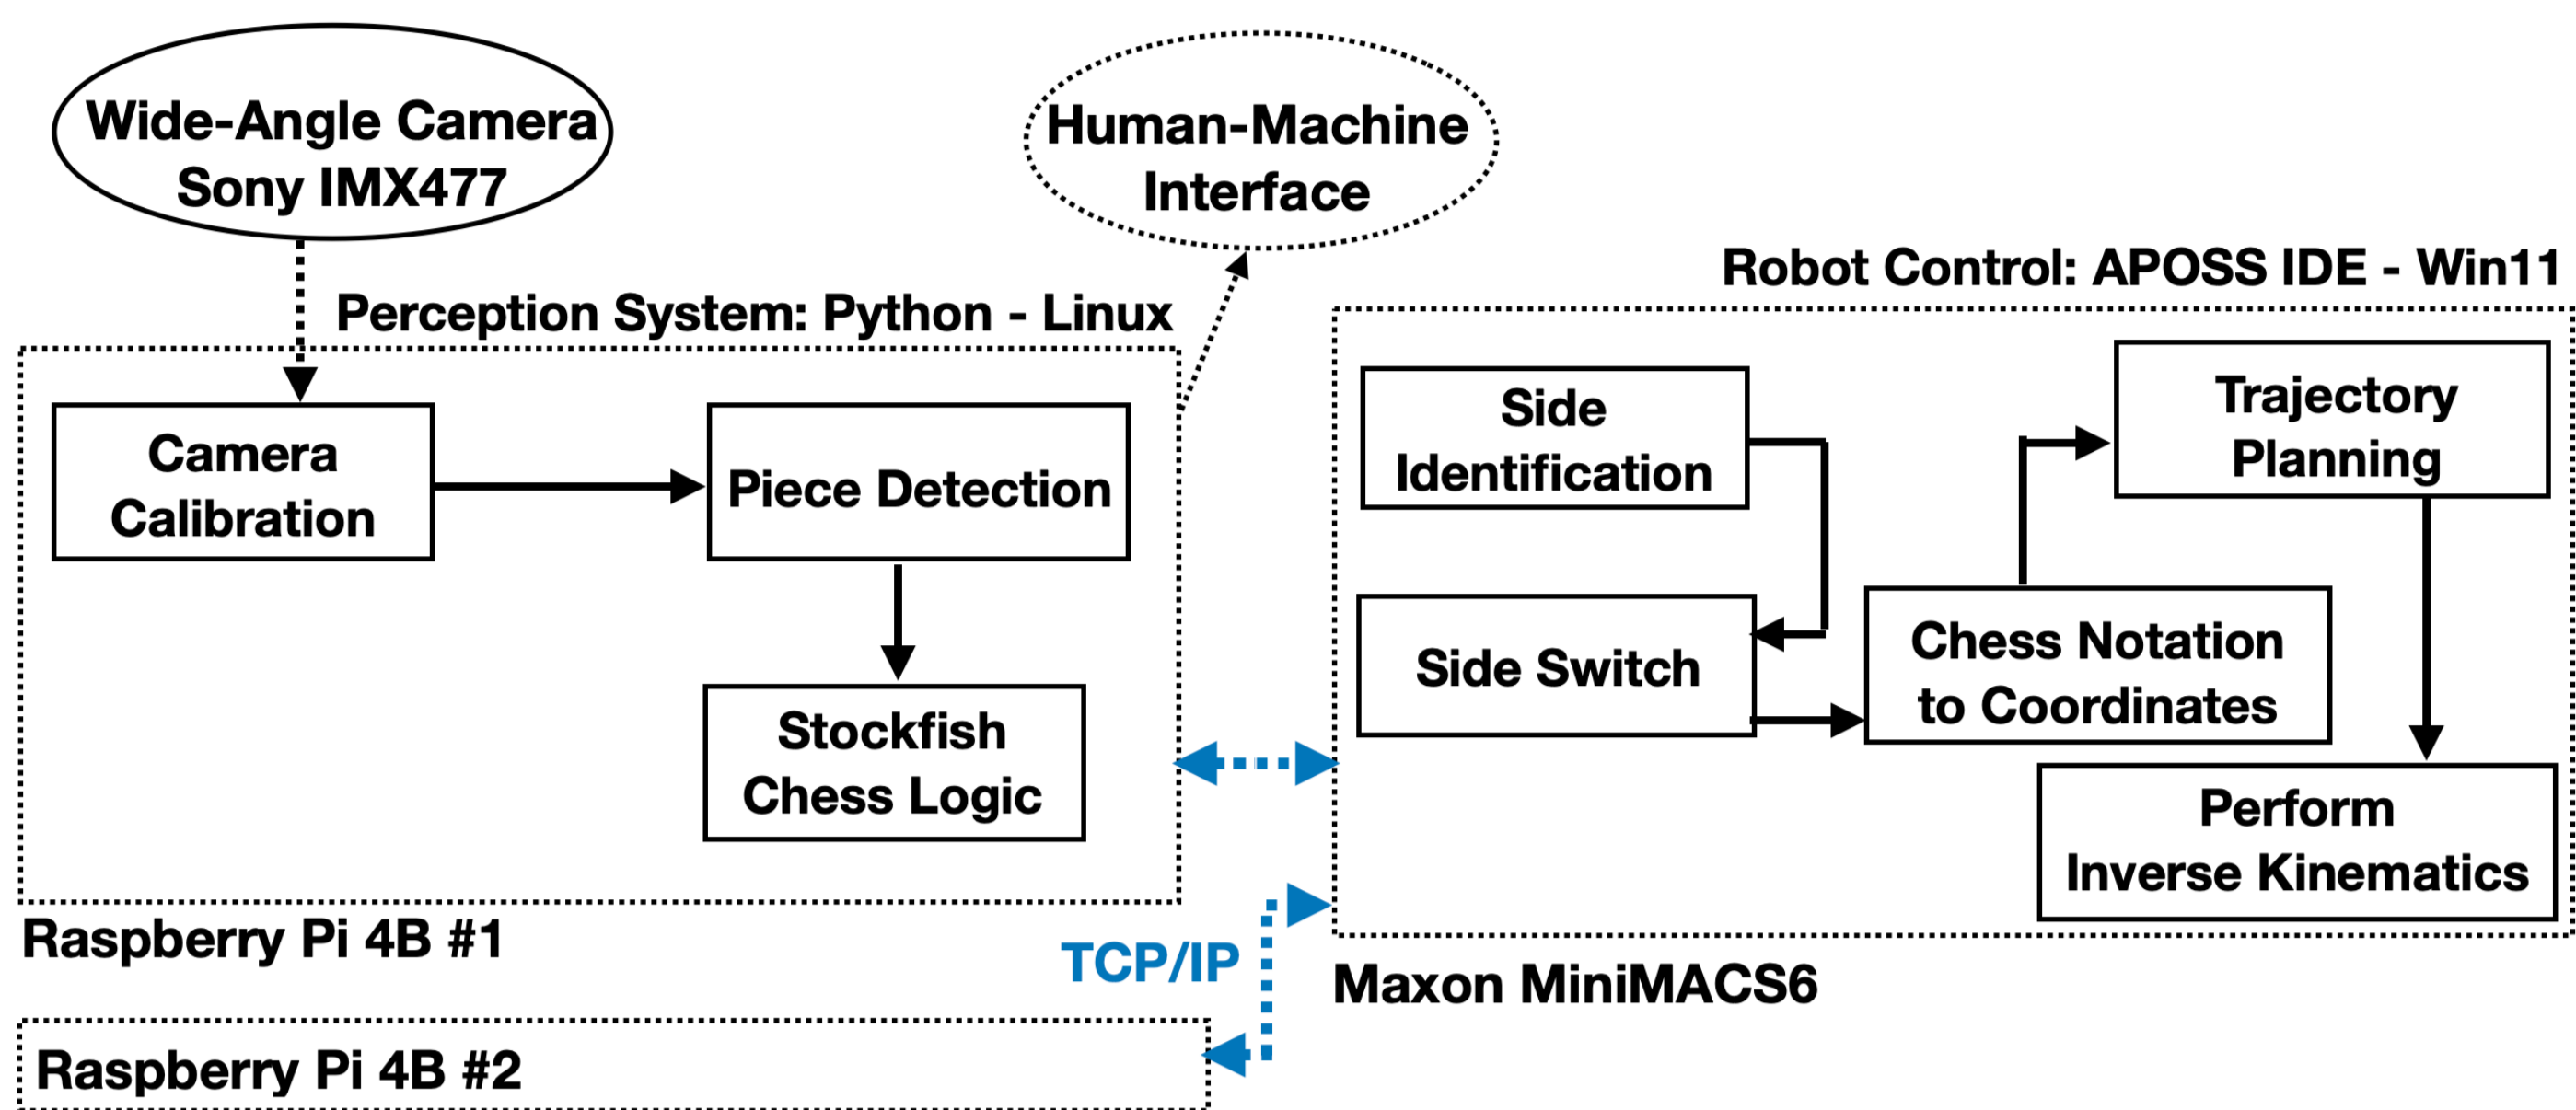 Wide-Angle Camera
Sony IMX477
Human-Machine
Interface
Perception System: Python - Linux
Camera
Calibration
Piece Detection
Stockfish
Chess Logic
Raspberry Pi 4B #1
Robot Control: APOSS IDE - Win11
Side
Identification
Side Switch
Chess Notation
to Coordinates
Trajectory
Planning
Perform
Inverse Kinematics
Maxon MiniMACS6
TCP/IP
Raspberry Pi 4B #2